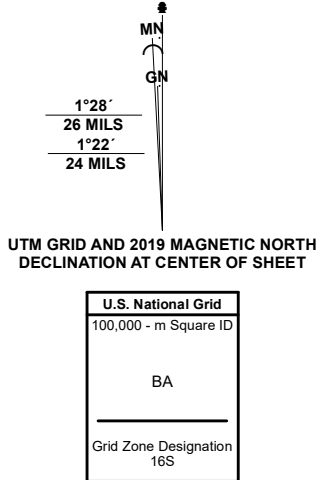 MN
GN
1°28´
26 MILS
1°22´
24 MILS
UTM GRID AND 2019 MAGNETIC NORTH
DECLINATION AT CENTER OF SHEET
U.S. National Grid
100,000 - m Square ID
BA
Grid Zone Designation
16S